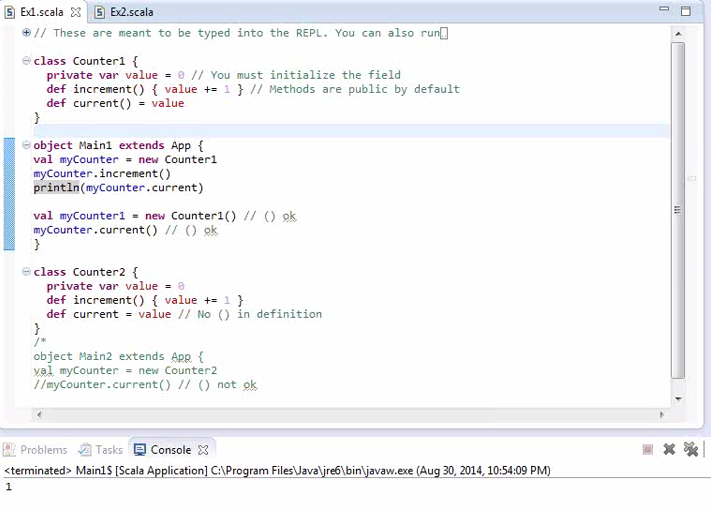 Ex1.scala
Ex2.scala
// These are meant to be typed into the REPL. You can also run
class Counter1 {
private var value = 0 // You must initialize the field
def increment() { value += 1 } // Methods are public by default
def current() = value
}
object Main1 extends App {
val myCounter = new Counter1
myCounter.increment()
println(myCounter.current)
val myCounter1 = new Counter1() // () ok
myCounter.current() // () ok
}
class Counter2 {
private var value = 0
def increment() { value += 1 }
def current = value // No () in definition
}
/*
object Main2 extends App {
val myCounter = new Counter2
//myCounter.current() // () not ok
Problems
Tasks
Console
<terminated> Main1$ [Scala Application] C:\Program Files\Java\jre6\bin\javaw.exe (Aug 30, 2014, 10:54:09 PM)
1